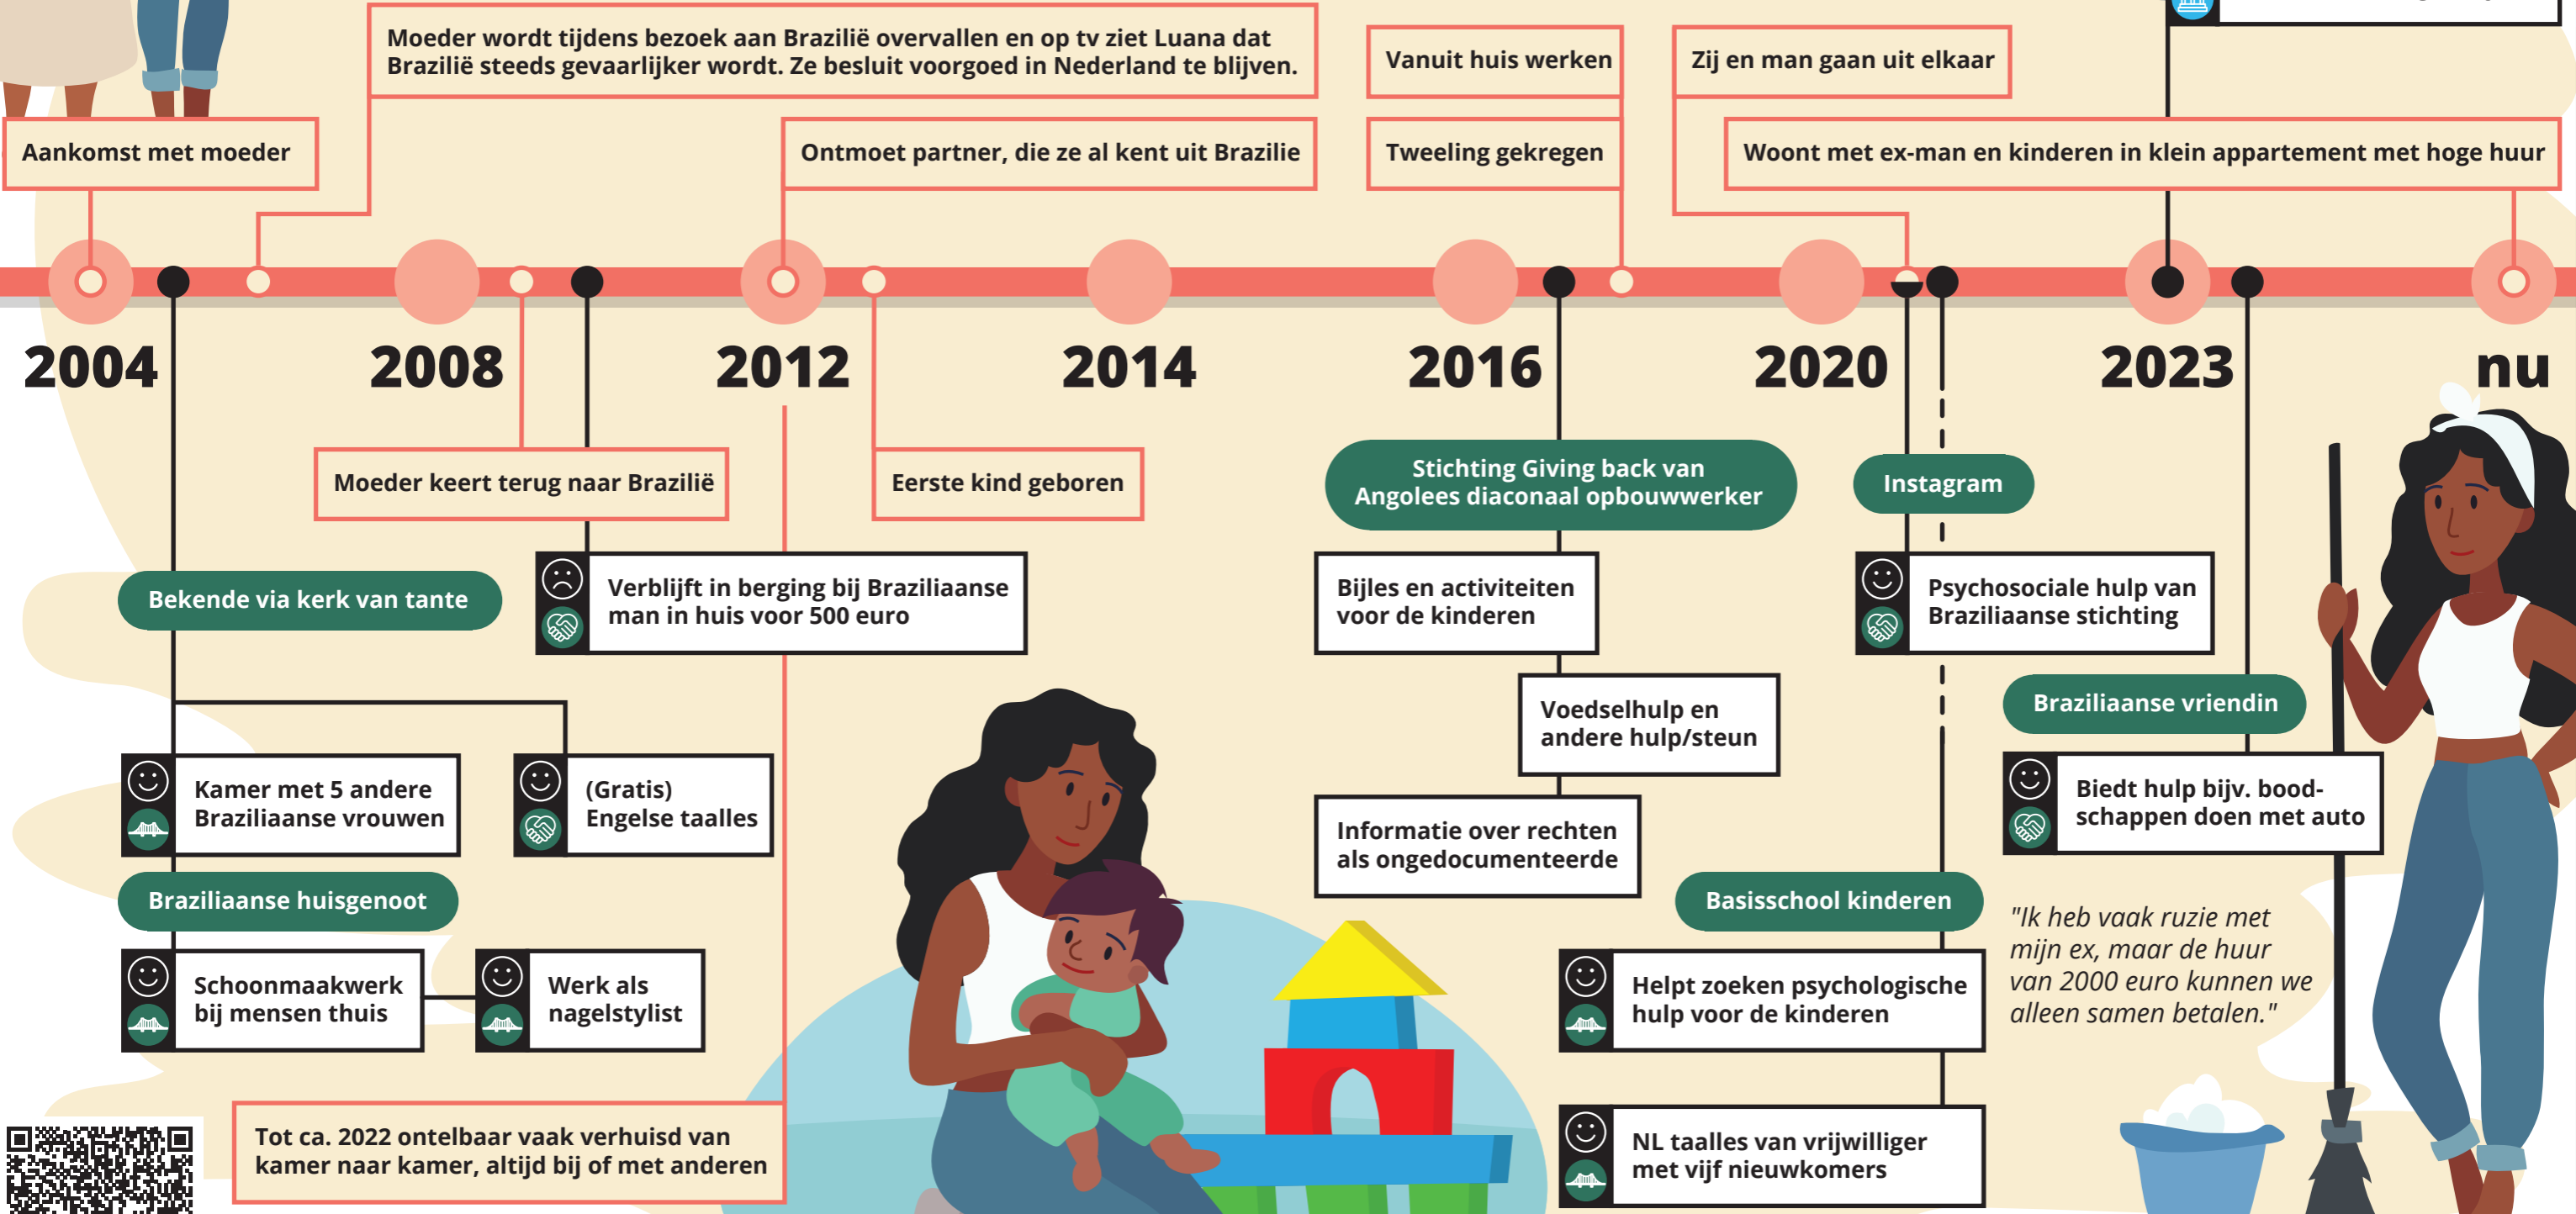 Moeder wordt tijdens bezoek aan Brazilië overvallen en op tv ziet Luana dat
Brazilië steeds gevaarlijker wordt. Ze besluit voorgoed in Nederland te blijven.
Vanuit huis werken
Zij en man gaan uit elkaar
Aankomst met moeder
Ontmoet partner, die ze al kent uit Brazilie
Tweeling gekregen
Woont met ex-man en kinderen in klein appartement met hoge huur
2004
2008
2012
2014
2016
2020
2023
nu
Moeder keert terug naar Brazilië
Eerste kind geboren
Stichting Giving back van
Angolees diaconaal opbouwwerker
Instagram
Bekende via kerk van tante
Verblijft in berging bij Braziliaanse
man in huis voor 500 euro
Bijles en activiteiten
voor de kinderen
Psychosociale hulp van
Braziliaanse stichting
Voedselhulp en
andere hulp/steun
Braziliaanse vriendin
Kamer met 5 andere
Braziliaanse vrouwen
(Gratis)
Engelse taalles
Informatie over rechten
als ongedocumenteerde
Biedt hulp bijv. bood-
schappen doen met auto
Braziliaanse huisgenoot
Basisschool kinderen
"Ik heb vaak ruzie met
mijn ex, maar de huur
van 2000 euro kunnen we
alleen samen betalen."
Schoonmaakwerk
bij mensen thuis
Werk als
nagelstylist
Helpt zoeken psychologische
hulp voor de kinderen
Tot ca. 2022 ontelbaar vaak verhuisd van
kamer naar kamer, altijd bij of met anderen
NL taalles van vrijwilliger
met vijf nieuwkomers